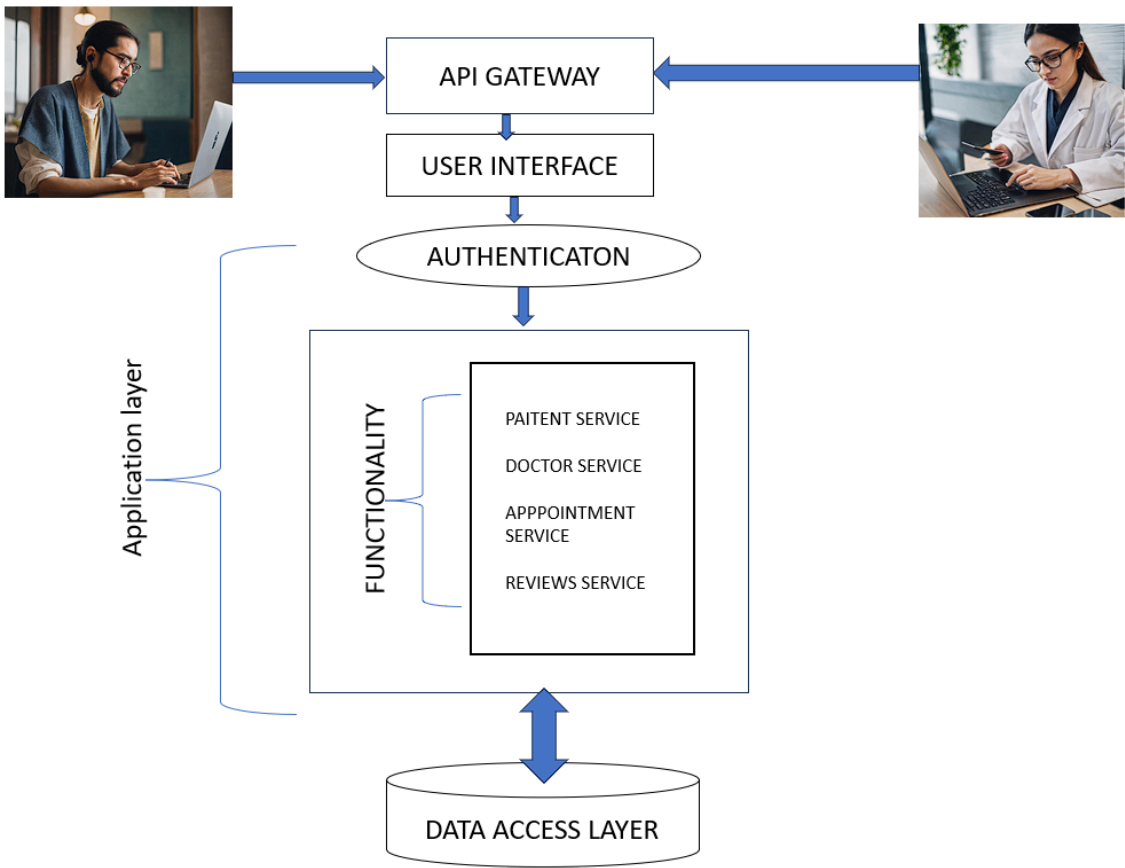 API GATEWAY
USER INTERFACE
AUTHENTICATON
Application layer
FUNCTIONALITY
PAITENT SERVICE
DOCTOR SERVICE
APPPOINTMENT
SERVICE
REVIEWS SERVICE
DATA ACCESS LAYER